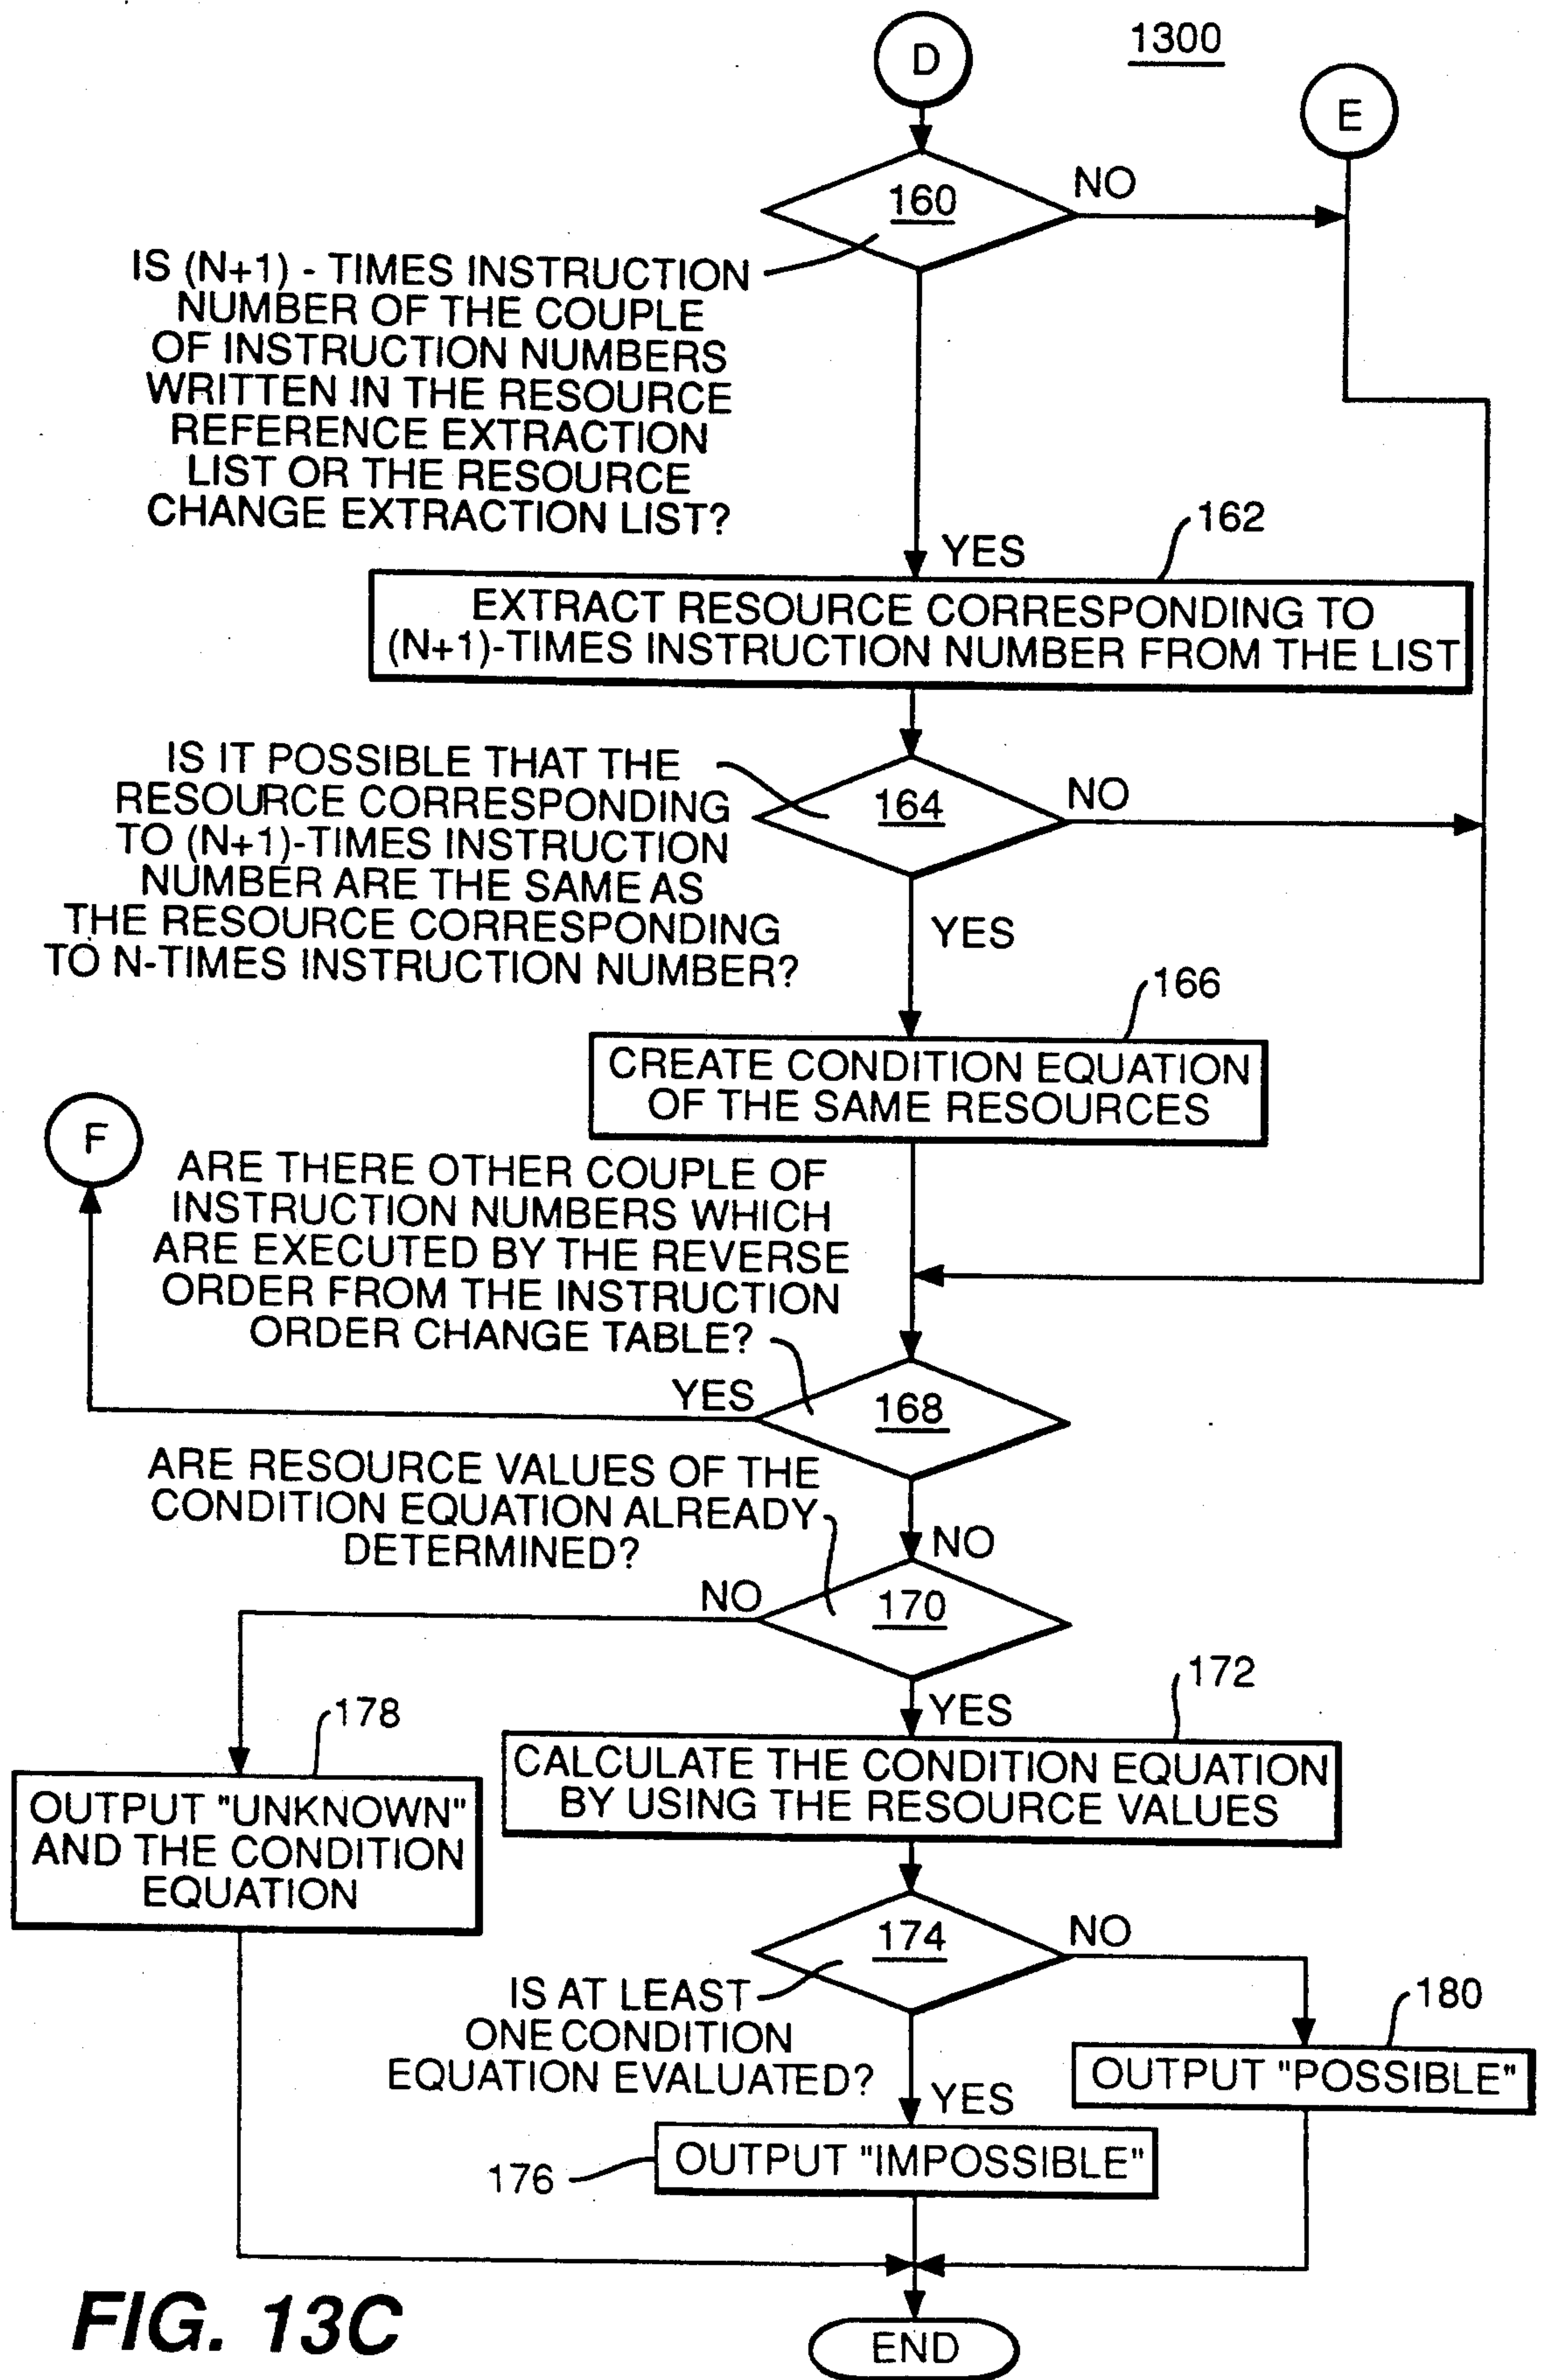 D
1300
E
160
NO
IS (N+1) - TIMES INSTRUCTION
NUMBER OF THE COUPLE
OF INSTRUCTION NUMBERS
WRITTEN IN THE RESOURCE
REFERENCE EXTRACTION
LIST OR THE RESOURCE
CHANGE EXTRACTION LIST?
YES
162
EXTRACT RESOURCE CORRESPONDING TO
(N+1)-TIMES INSTRUCTION NUMBER FROM THE LIST
IS IT POSSIBLE THAT THE
RESOURCE CORRESPONDING
TO (N+1)-TIMES INSTRUCTION
NUMBER ARE THE SAME AS
THE RESOURCE CORRESPONDING
TO N-TIMES INSTRUCTION NUMBER?
164
NO
YES
166
CREATE CONDITION EQUATION
OF THE SAME RESOURCES
F
ARE THERE OTHER COUPLE OF
INSTRUCTION NUMBERS WHICH
ARE EXECUTED BY THE REVERSE
ORDER FROM THE INSTRUCTION
ORDER CHANGE TABLE?
YES
168
ARE RESOURCE VALUES OF THE
CONDITION EQUATION ALREADY
DETERMINED?
NO
NO
170
YES
172
178
CALCULATE THE CONDITION EQUATION
BY USING THE RESOURCE VALUES
OUTPUT "UNKNOWN"
AND THE CONDITION
EQUATION
174
NO
IS AT LEAST
ONE CONDITION
EQUATION EVALUATED?
180
OUTPUT "POSSIBLE"
YES
176
OUTPUT "IMPOSSIBLE"
FIG. 13C
END